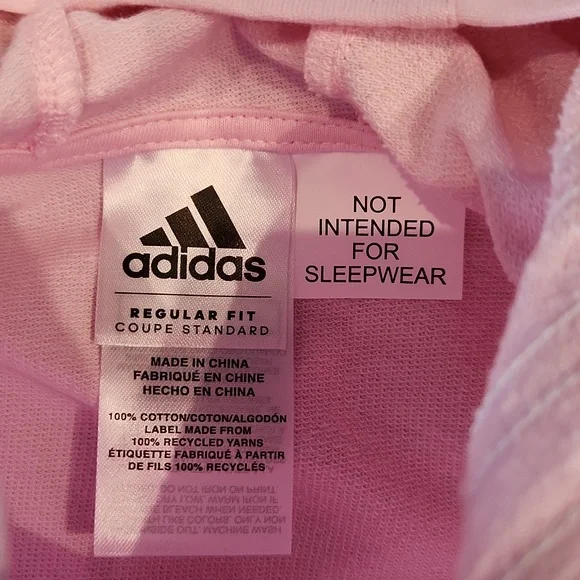 adidas
REGULAR FIT
COUPE STANDARD
MADE IN CHINA
FABRIQUÉ EN CHINE
HECHO EN CHINA
100% COTTON/COTON/ALGODÓN
LABEL MADE FROM
100% RECYCLED YARNS
ÉTIQUETTE FABRIQUÉE À PARTIR
DE FILS 100% RECYCLÉS
NOT
INTENDED
FOR
SLEEPWEAR